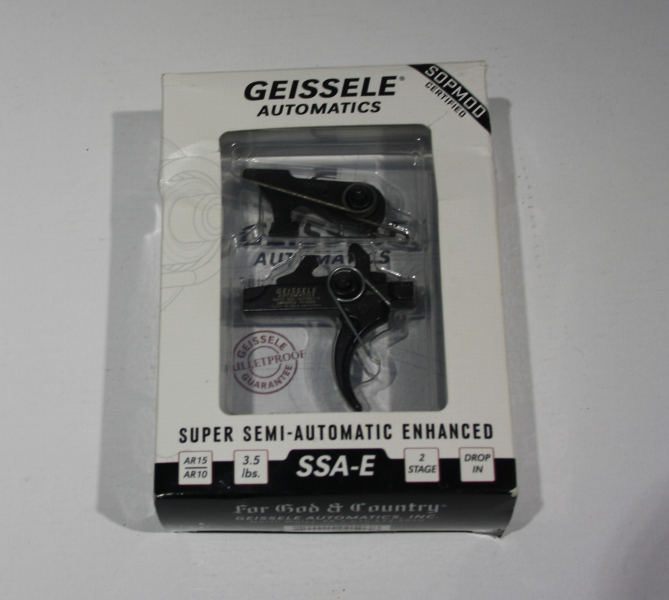 GEISSELE®
AUTOMATICS
SOPMOD
CERTIFIED
AUTOMATICS
GEISSELE
GEISSELE
BULLETPROOF
GUARANTEE
SUPER SEMI-AUTOMATIC ENHANCED
AR15
AR10
3.5
lbs.
SSA-E
2
STAGE
DROP
IN
For God & Country
GEISSELE AUTOMATICS, INC.